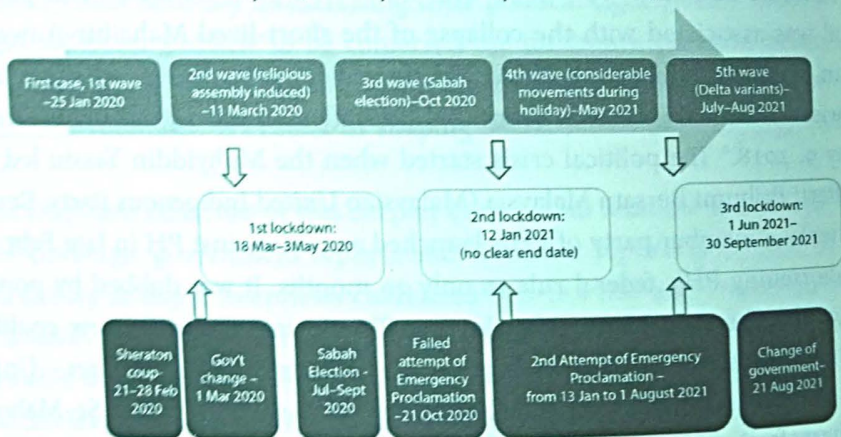 First case, 1st wave
–25 Jan 2020
2nd wave (religious
assembly induced)
–11 March 2020
3rd wave (Sabah
election)–Oct 2020
4th wave (considerable
movements during
holiday)–May 2021
5th wave
(Delta variants)–
July–Aug 2021
1st lockdown:
18 Mar–3May 2020
2nd lockdown:
12 Jan 2021
(no clear end date)
3rd lockdown:
1 Jun 2021–
30 September 2021
Sheraton
coup-
21–28 Feb
2020
Gov't
change –
1 Mar 2020
Sabah
Election -
Jul–Sept
2020
Failed
attempt of
Emergency
Proclamation
–21 Oct 2020
2nd Attempt of Emergency
Proclamation –
from 13 Jan to 1 August 2021
Change of
government-
21 Aug 2021